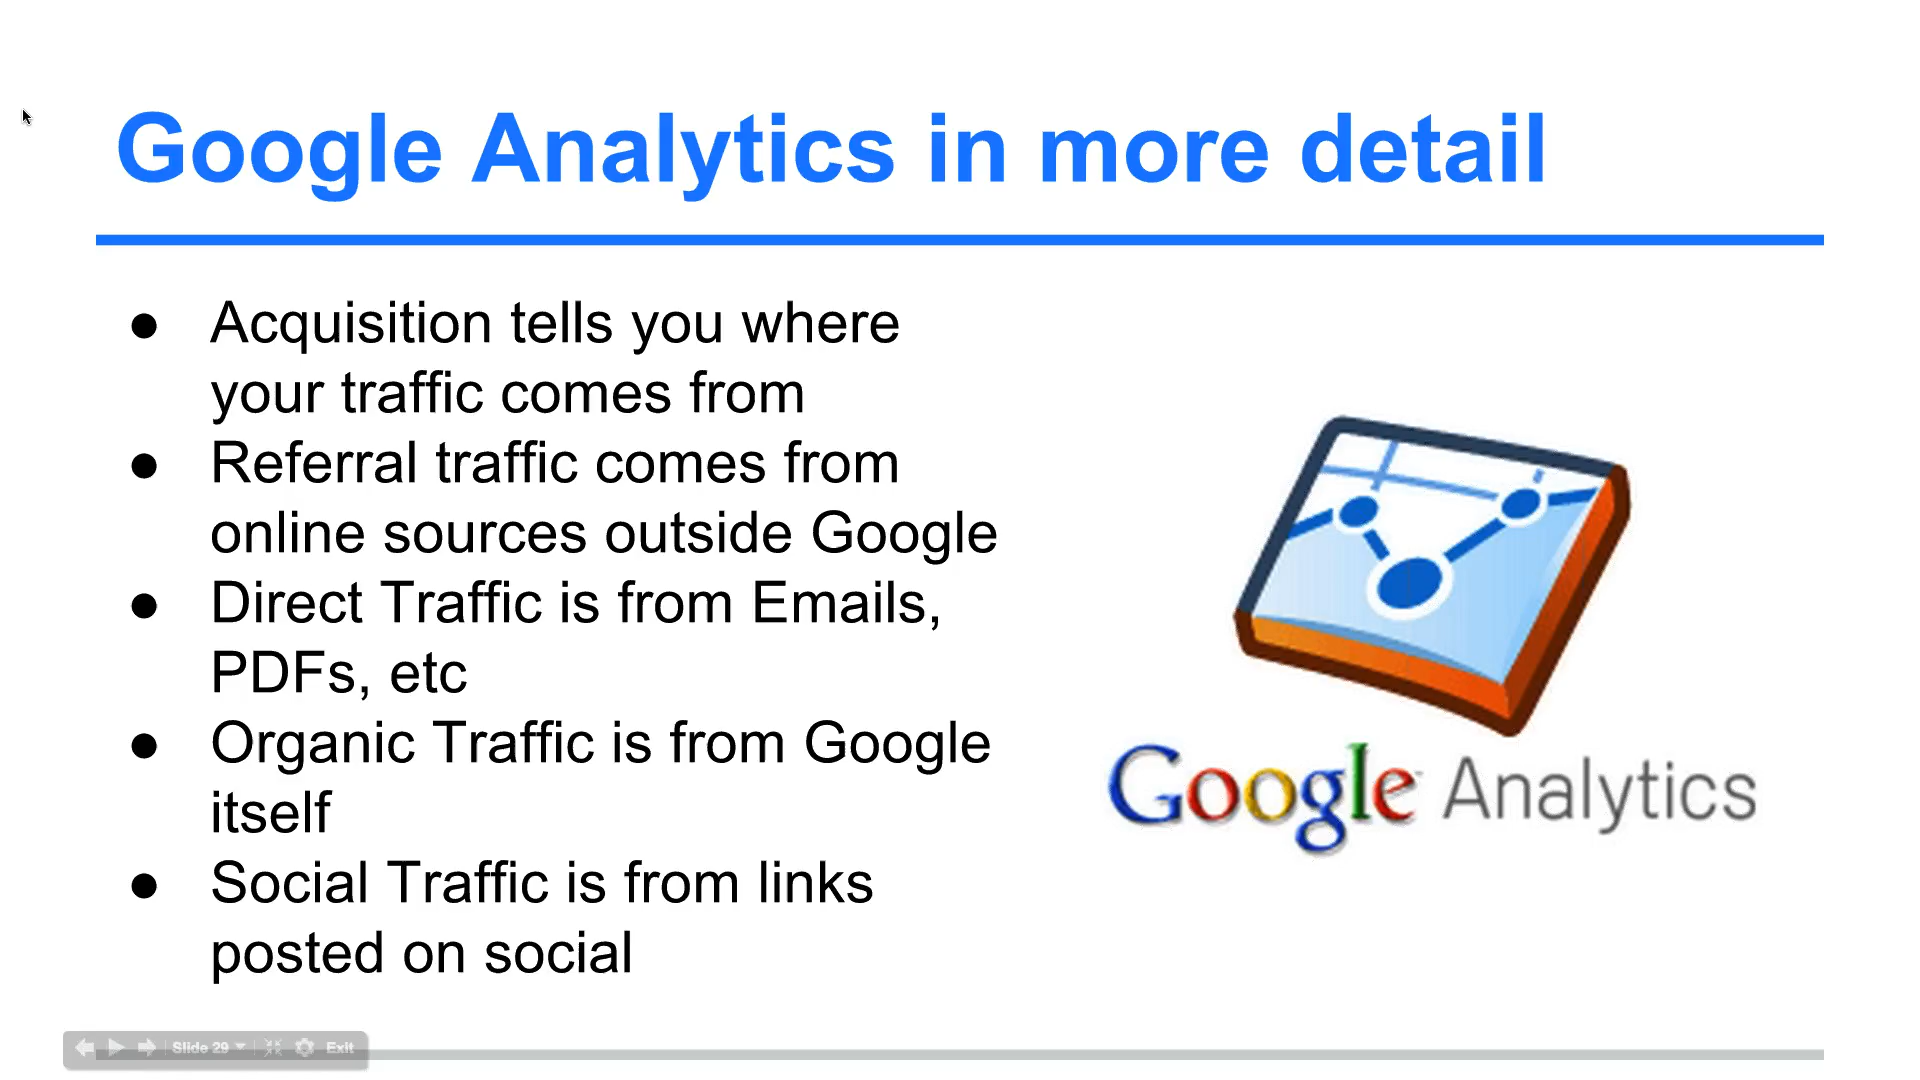 Google Analytics in more detail
● Acquisition tells you where
your traffic comes from
● Referral traffic comes from
online sources outside Google
● Direct Traffic is from Emails,
PDFs, etc
● Organic Traffic is from Google
itself
● Social Traffic is from links
posted on social
Google Analytics
Slide 29 Exit